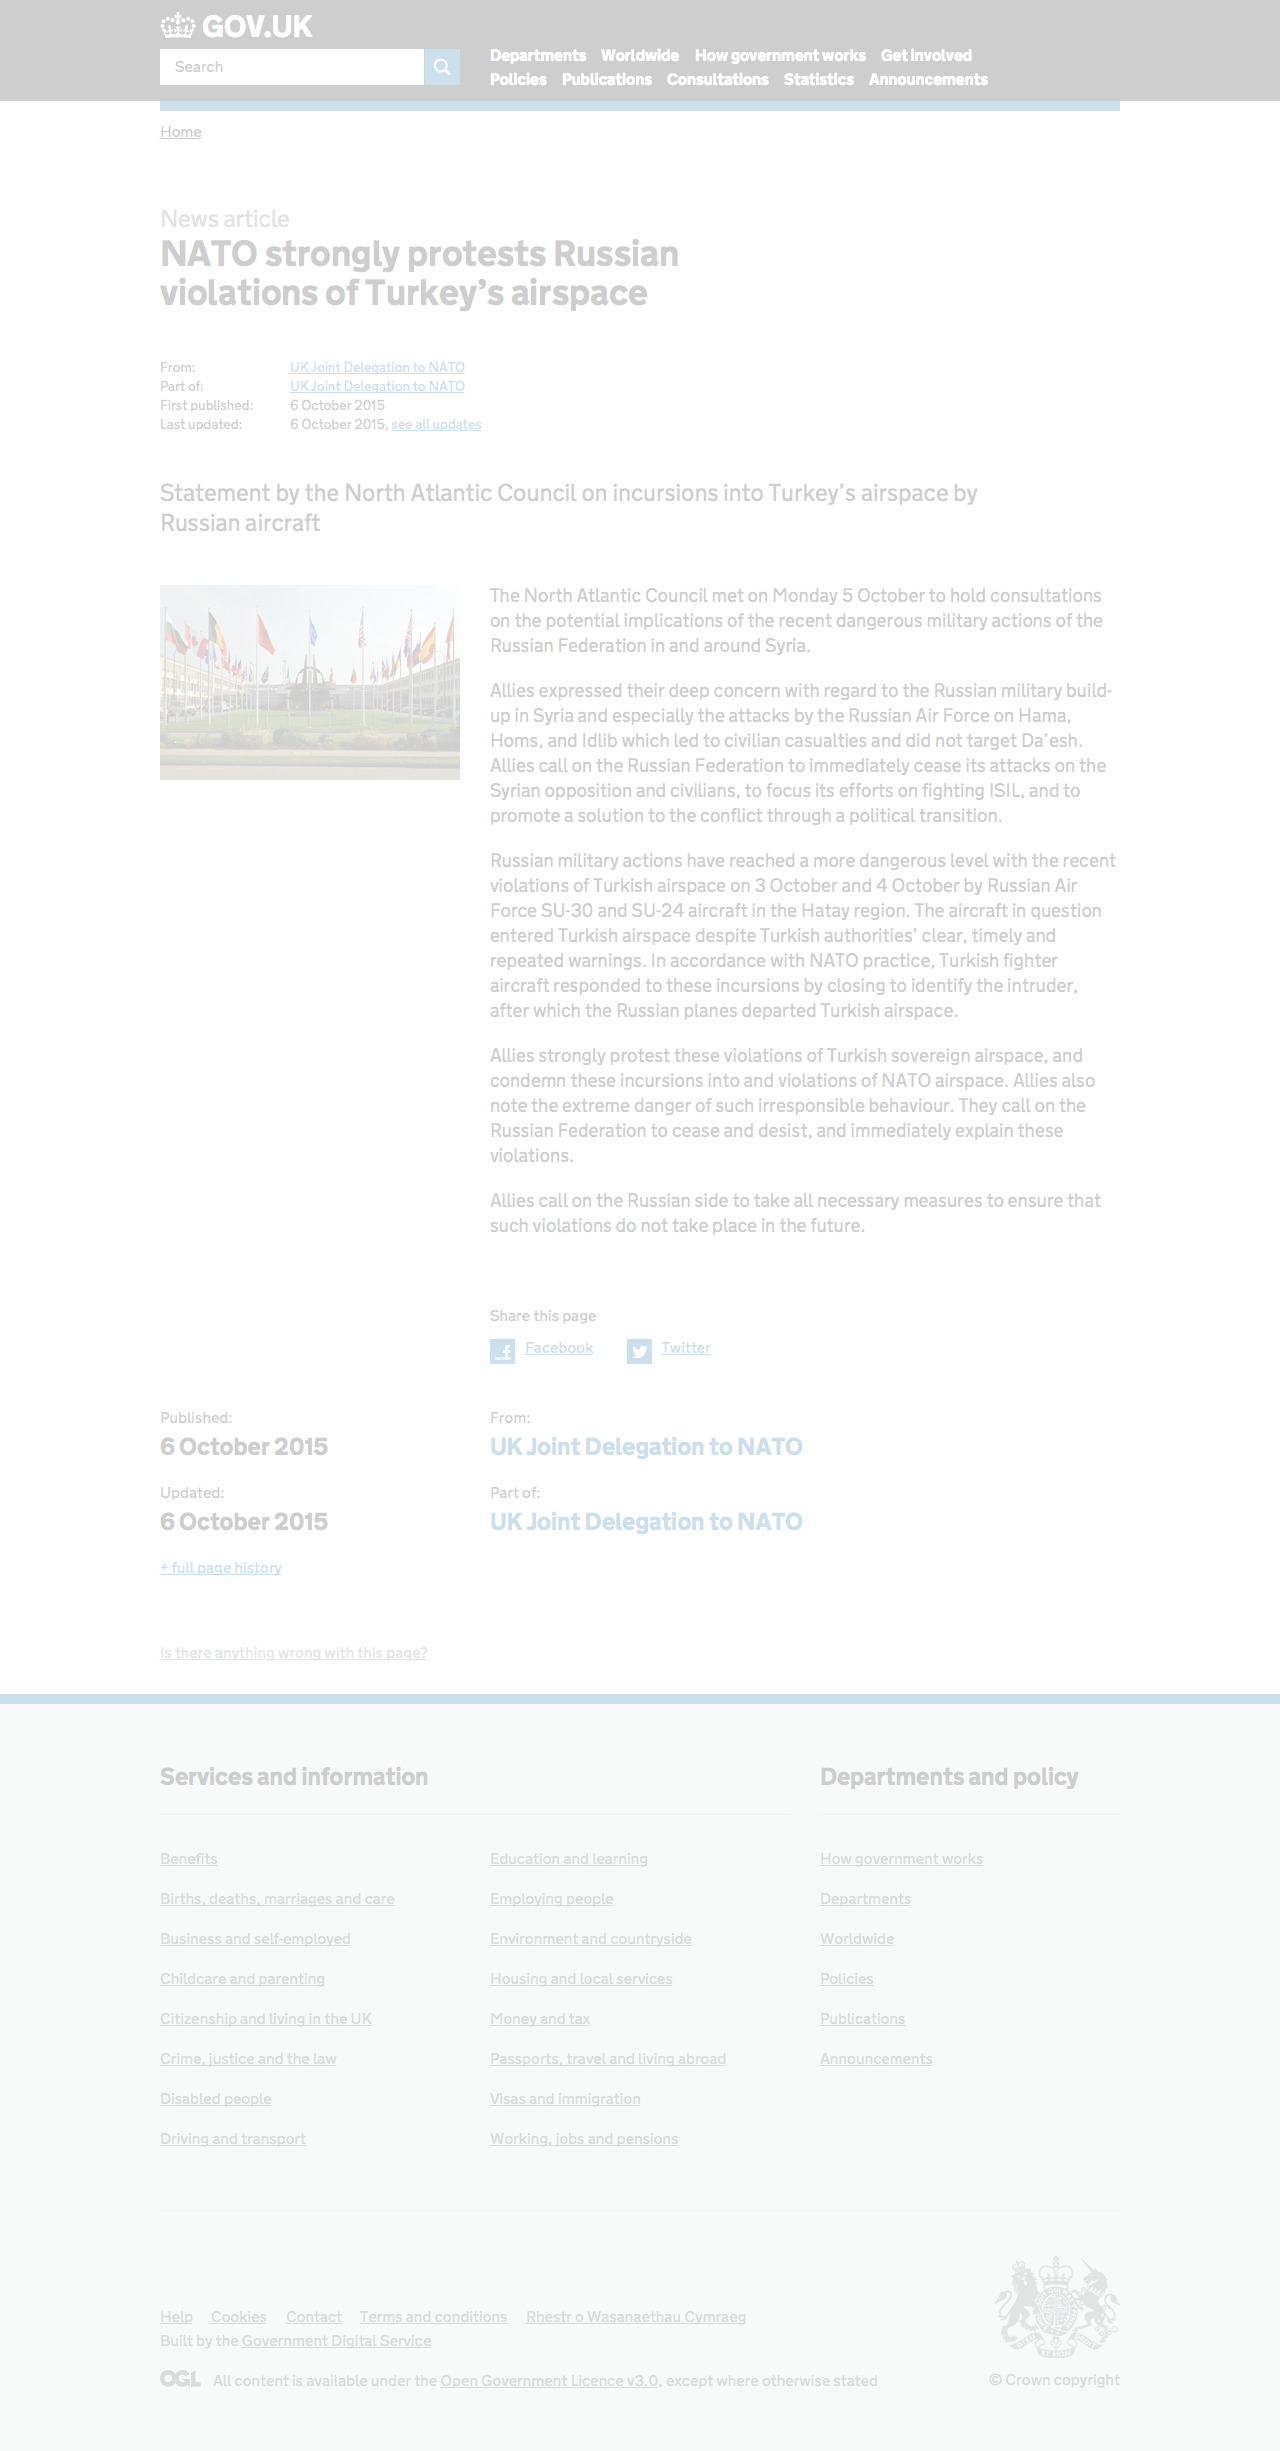 GOV.UK
Search
Departments Worldwide How government works Get involved
Policies Publications Consultations Statistics Announcements
Home
News article
NATO strongly protests Russian
violations of Turkey’s airspace
From: UK Joint Delegation to NATO
Part of: UK Joint Delegation to NATO
First published: 6 October 2015
Last updated: 6 October 2015, see all updates
Statement by the North Atlantic Council on incursions into Turkey’s airspace by
Russian aircraft
The North Atlantic Council met on Monday 5 October to hold consultations
on the potential implications of the recent dangerous military actions of the
Russian Federation in and around Syria.
Allies expressed their deep concern with regard to the Russian military build-
up in Syria and especially the attacks by the Russian Air Force on Hama,
Homs, and Idlib which led to civilian casualties and did not target Da’esh.
Allies call on the Russian Federation to immediately cease its attacks on the
Syrian opposition and civilians, to focus its efforts on fighting ISIL, and to
promote a solution to the conflict through a political transition.
Russian military actions have reached a more dangerous level with the recent
violations of Turkish airspace on 3 October and 4 October by Russian Air
Force SU-30 and SU-24 aircraft in the Hatay region. The aircraft in question
entered Turkish airspace despite Turkish authorities’ clear, timely and
repeated warnings. In accordance with NATO practice, Turkish fighter
aircraft responded to these incursions by closing to identify the intruder,
after which the Russian planes departed Turkish airspace.
Allies strongly protest these violations of Turkish sovereign airspace, and
condemn these incursions into and violations of NATO airspace. Allies also
note the extreme danger of such irresponsible behaviour. They call on the
Russian Federation to cease and desist, and immediately explain these
violations.
Allies call on the Russian side to take all necessary measures to ensure that
such violations do not take place in the future.
Share this page
Facebook Twitter
Published: From:
6 October 2015 UK Joint Delegation to NATO
Updated: Part of:
6 October 2015 UK Joint Delegation to NATO
+ full page history
Is there anything wrong with this page?
Services and information Departments and policy
Benefits Education and learning How government works
Births, deaths, marriages and care Employing people Departments
Business and self-employed Environment and countryside Worldwide
Childcare and parenting Housing and local services Policies
Citizenship and living in the UK Money and tax Publications
Crime, justice and the law Passports, travel and living abroad Announcements
Disabled people Visas and immigration
Driving and transport Working, jobs and pensions
Help Cookies Contact Terms and conditions Rhestr o Wasanaethau Cymraeg
Built by the Government Digital Service
OGL All content is available under the Open Government Licence v3.0, except where otherwise stated
© Crown copyright